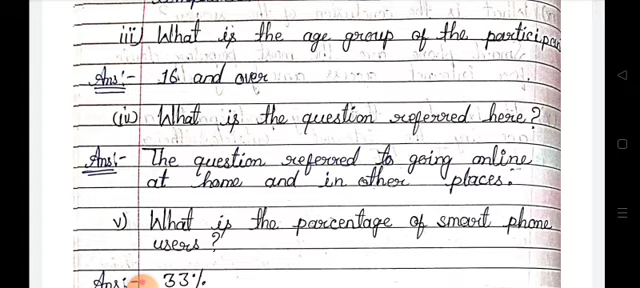 iii) What is the age group of the participan
Ans:- 16 and over
(iv) What is the question referred here?
Ans:- The question referred to going online
at home and in other places.
v) What is the parcentage of smart phone
users?
Ans:- 33%